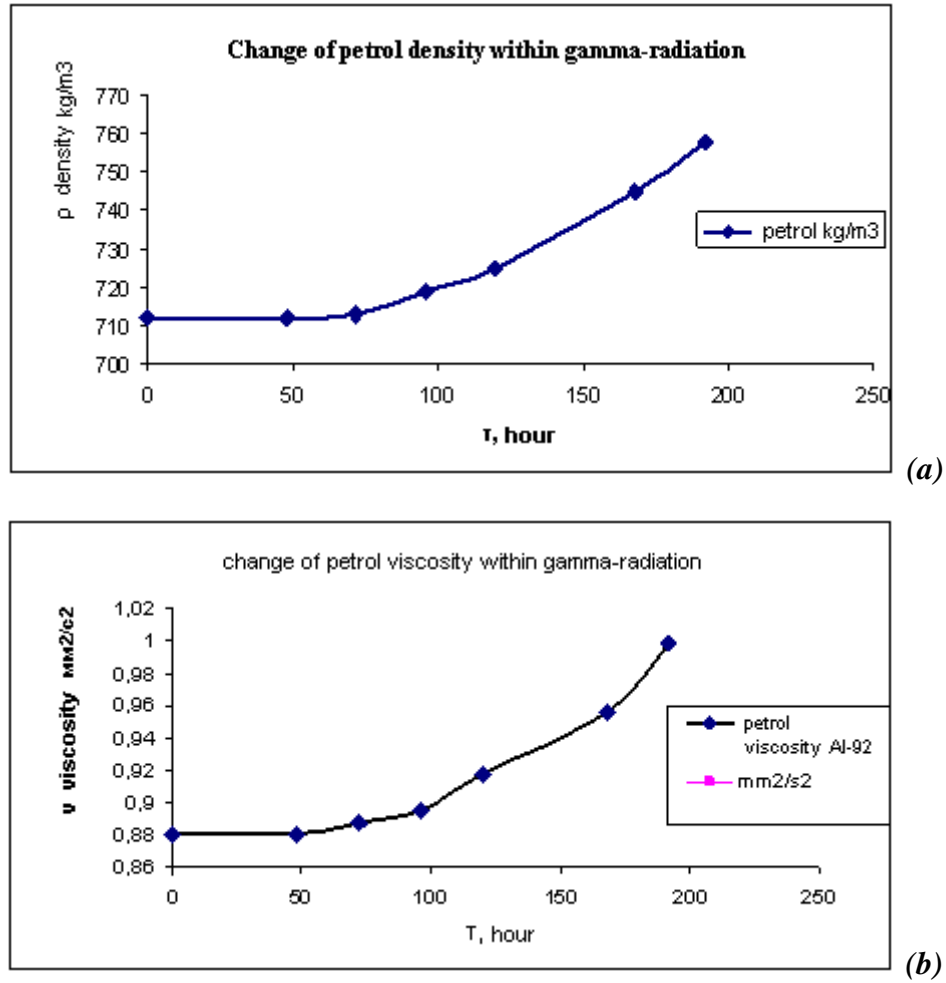 Change of petrol density within gamma-radiation
ρ density kg/m3
770
760
750
740
730
720
710
700
0 50 100 150 200 250
τ, hour
petrol kg/m3
(a)
change of petrol viscosity within gamma-radiation
υ viscosity мм2/с2
1,02
1
0,98
0,96
0,94
0,92
0,9
0,88
0,86
0 50 100 150 200 250
T, hour
petrol
viscosity AI-92
mm2/s2
(b)